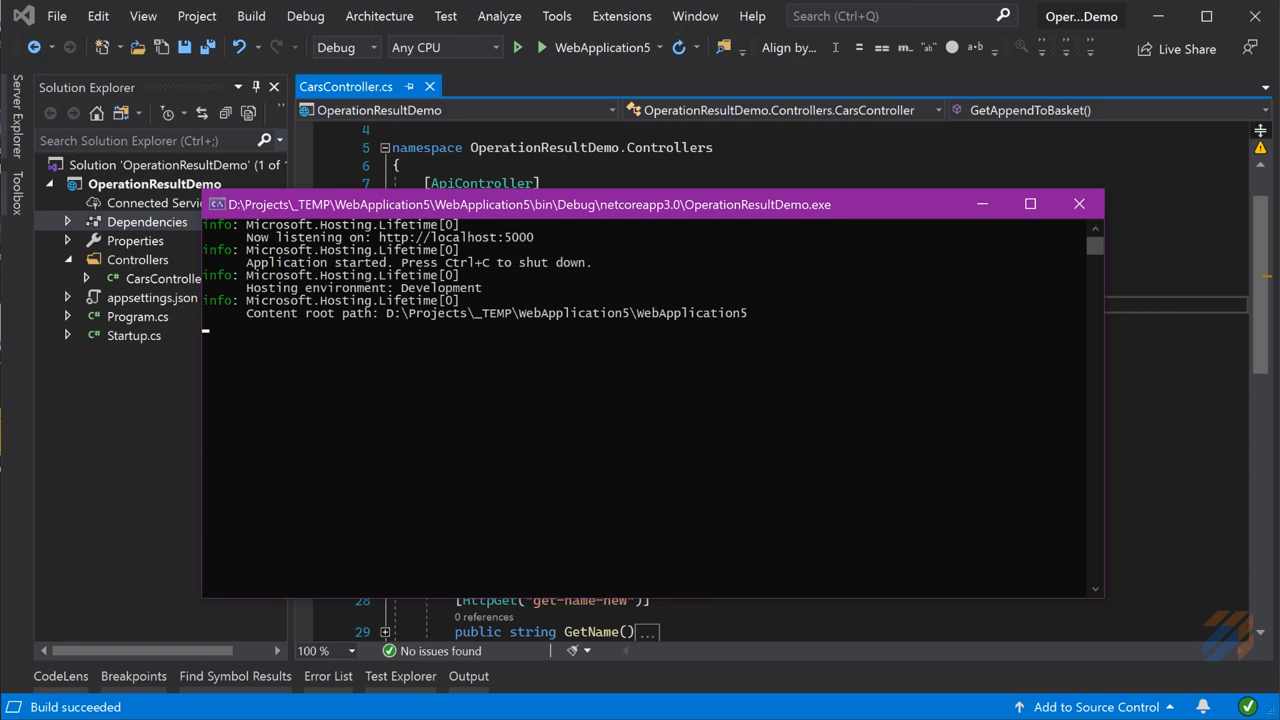 File Edit View Project Build Debug Architecture Test Analyze Tools Extensions Window Help Search (Ctrl+Q) Oper...Demo
Debug Any CPU WebApplication5 Align by... Live Share
Server Explorer
Toolbox
Solution Explorer
Search Solution Explorer (Ctrl+;)
Solution 'OperationResultDemo' (1 of 1
OperationResultDemo
Connected Servi
Dependencies
Properties
Controllers
CarsControlle
appsettings.json
Program.cs
Startup.cs
CarsController.cs
OperationResultDemo OperationResultDemo.Controllers.CarsController GetAppendToBasket()
4
5 namespace OperationResultDemo.Controllers
6 {
7 [ApiController]
D:\Projects\_TEMP\WebApplication5\WebApplication5\bin\Debug\netcoreapp3.0\OperationResultDemo.exe
info: Microsoft.Hosting.Lifetime[0]
Now listening on: http://localhost:5000
info: Microsoft.Hosting.Lifetime[0]
Application started. Press Ctrl+C to shut down.
info: Microsoft.Hosting.Lifetime[0]
Hosting environment: Development
info: Microsoft.Hosting.Lifetime[0]
Content root path: D:\Projects\_TEMP\WebApplication5\WebApplication5
28 [HttpGet("get-name-new")]
0 references
29 public string GetName()...
100 % No issues found
CodeLens Breakpoints Find Symbol Results Error List Test Explorer Output
Build succeeded Add to Source Control